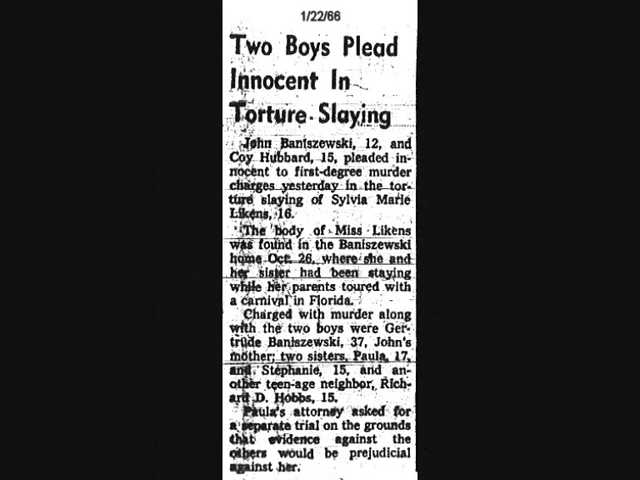 1/22/66
Two Boys Plead
Innocent In
Torture Slaying
John Baniszewski, 12, and
Coy Hubbard, 15, pleaded in-
nocent to first-degree murder
charges yesterday in the tor-
ture slaying of Sylvia Marie
Likens, 16.
The body of Miss Likens
was found in the Baniszewski
home Oct. 26, where she and
her sister had been staying
while her parents toured with
a carnival in Florida.
Charged with murder along
with the two boys were Ger-
trude Baniszewski, 37, John's
mother; two sisters, Paula, 17,
and Stephanie, 15, and an-
other teen-age neighbor, Rich-
ard D. Hobbs, 15.
Paula's attorney asked for
a separate trial on the grounds
that evidence against the
others would be prejudicial
against her.